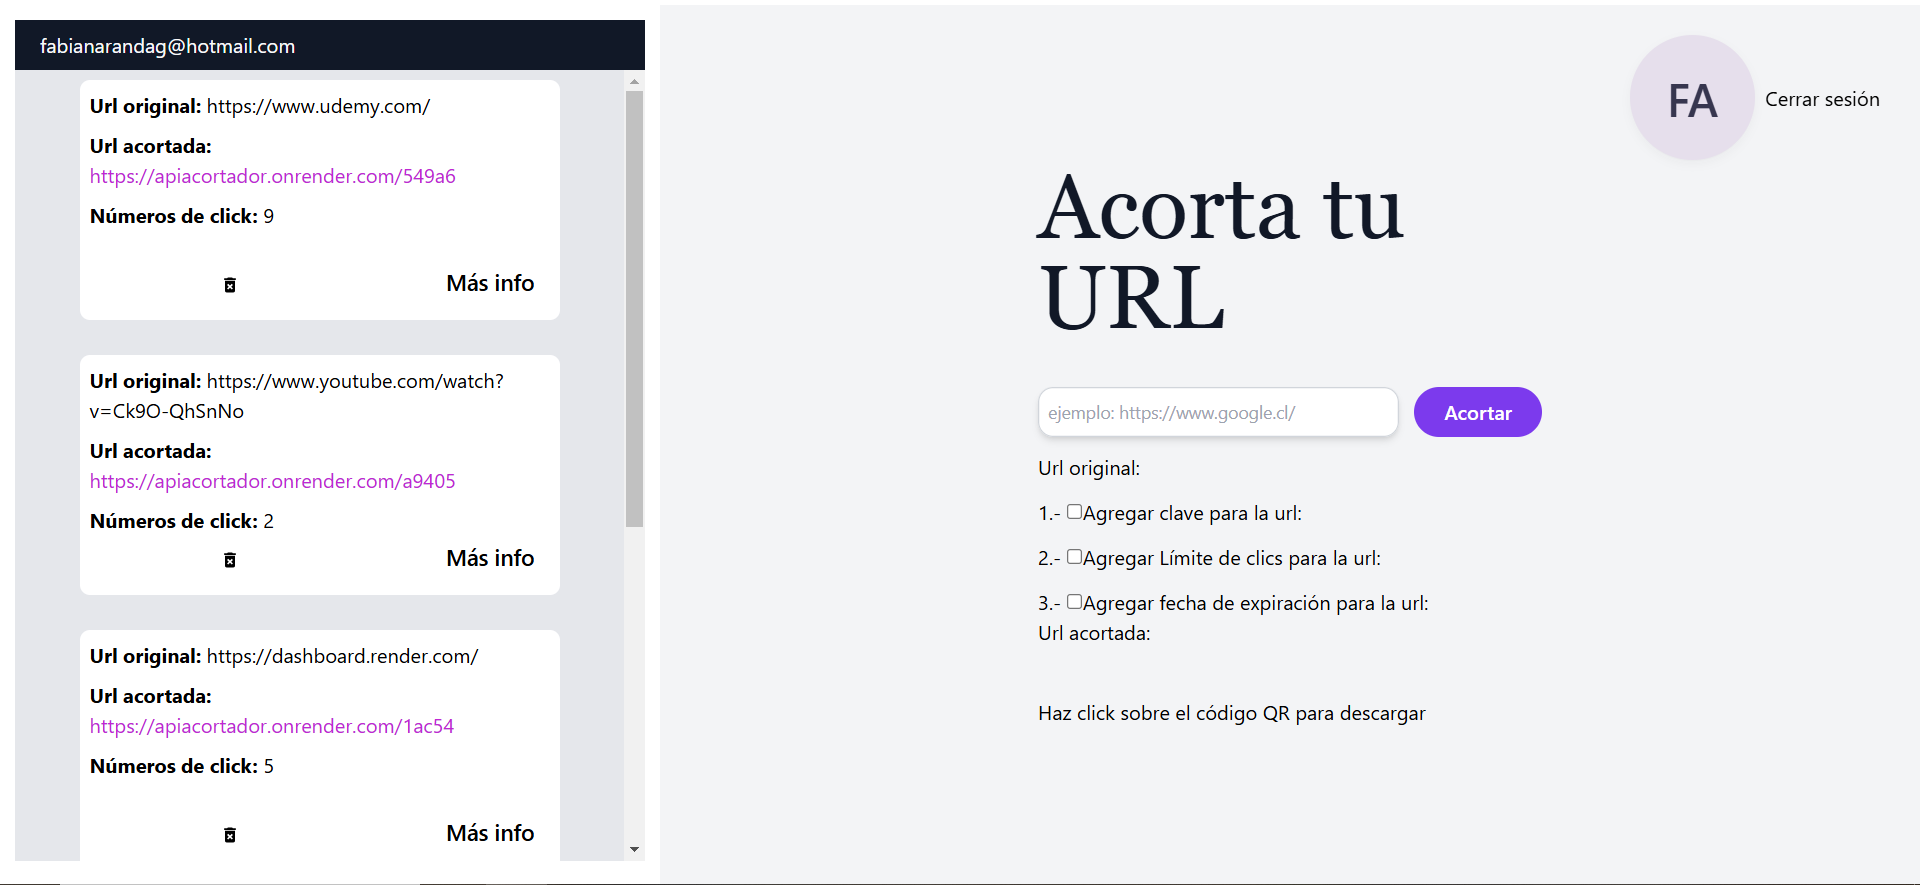 fabianarandag@hotmail.com
Url original: https://www.udemy.com/
Url acortada:
https://apiacortador.onrender.com/549a6
Números de click: 9
Más info
Url original: https://www.youtube.com/watch?
v=Ck9O-QhSnNo
Url acortada:
https://apiacortador.onrender.com/a9405
Números de click: 2
Más info
Url original: https://dashboard.render.com/
Url acortada:
https://apiacortador.onrender.com/1ac54
Números de click: 5
Más info
FA
Cerrar sesión
Acorta tu
URL
ejemplo: https://www.google.cl/
Acortar
Url original:
1.- Agregar clave para la url:
2.- Agregar Límite de clics para la url:
3.- Agregar fecha de expiración para la url:
Url acortada:
Haz click sobre el código QR para descargar